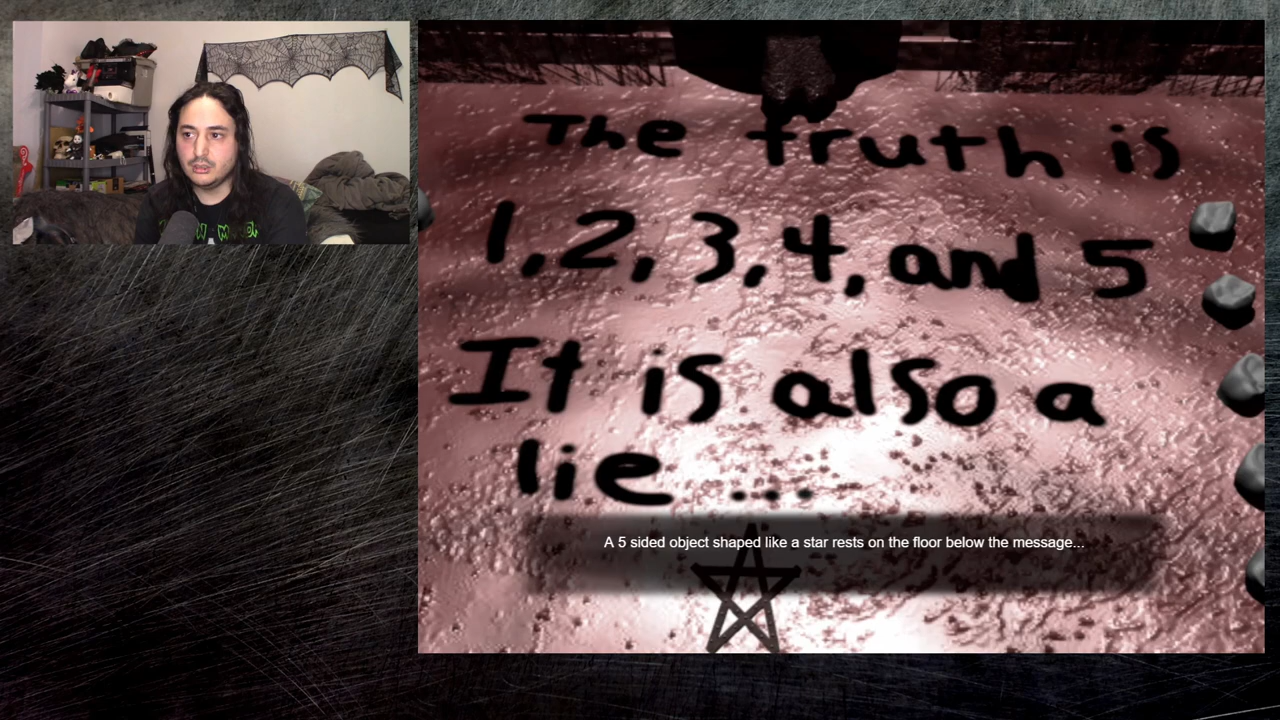 The truth is
1,2,3,4, and 5
It is also a
lie ...
A 5 sided object shaped like a star rests on the floor below the message...